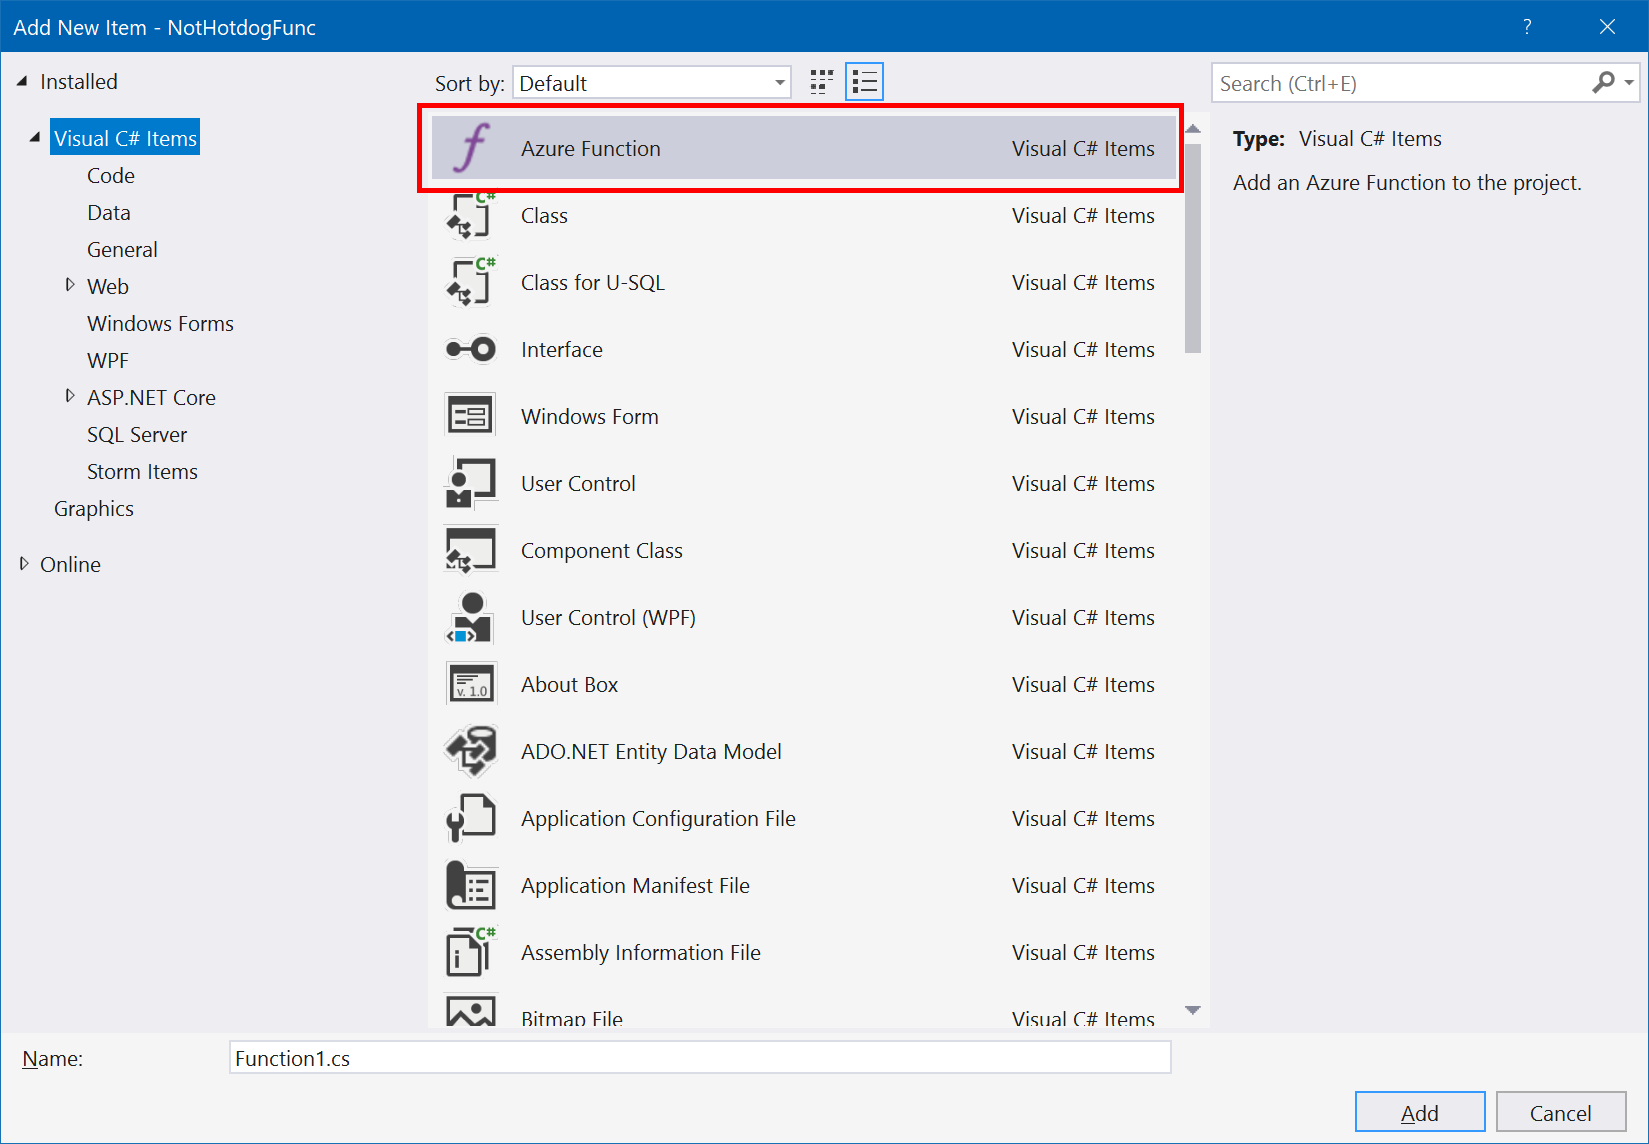 Add New Item - NotHotdogFunc
?
Installed
Sort by: Default
Search (Ctrl+E)
Visual C# Items
Code
Data
General
Web
Windows Forms
WPF
ASP.NET Core
SQL Server
Storm Items
Graphics
Online
Azure Function Visual C# Items
C# Class Visual C# Items
C# Class for U-SQL Visual C# Items
Interface Visual C# Items
Windows Form Visual C# Items
User Control Visual C# Items
Component Class Visual C# Items
User Control (WPF) Visual C# Items
v. 1.0 About Box Visual C# Items
ADO.NET Entity Data Model Visual C# Items
Application Configuration File Visual C# Items
Application Manifest File Visual C# Items
C# Assembly Information File Visual C# Items
Bitmap File Visual C# Items
Type: Visual C# Items
Add an Azure Function to the project.
Name: Function1.cs
Add Cancel